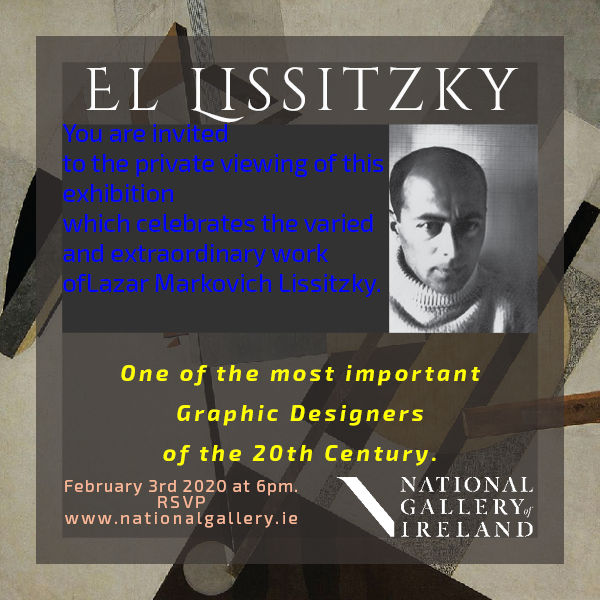 El Lissitzky
You are invited
to the private viewing of this
exhibition
which celebrates the varied
and extraordinary work
ofLazar Markovich Lissitzky.
One of the most important
Graphic Designers
of the 20th Century.
February 3rd 2020 at 6pm.
RSVP
www.nationalgallery.ie
NATIONAL
GALLERY of
IRELAND